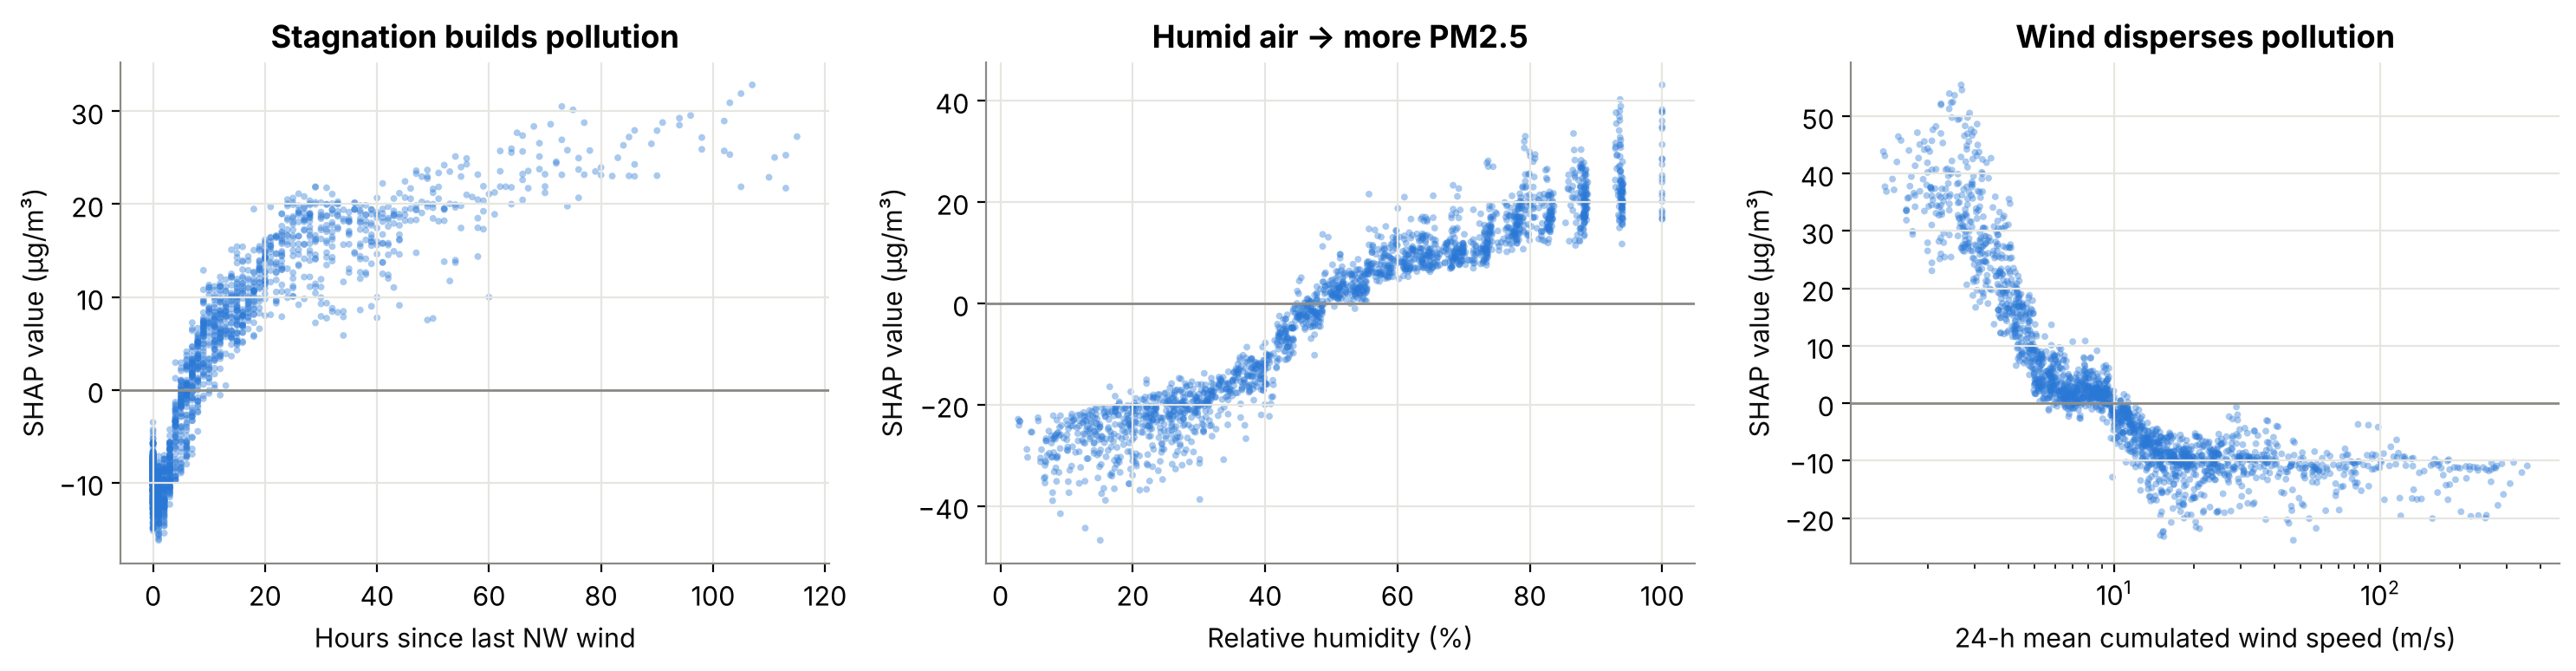 Stagnation builds pollution
SHAP value (µg/m³)
30
20
10
0
−10
0 20 40 60 80 100 120
Hours since last NW wind
Humid air → more PM2.5
SHAP value (µg/m³)
40
20
0
−20
−40
0 20 40 60 80 100
Relative humidity (%)
Wind disperses pollution
SHAP value (µg/m³)
50
40
30
20
10
0
−10
−20
10¹ 10²
24-h mean cumulated wind speed (m/s)